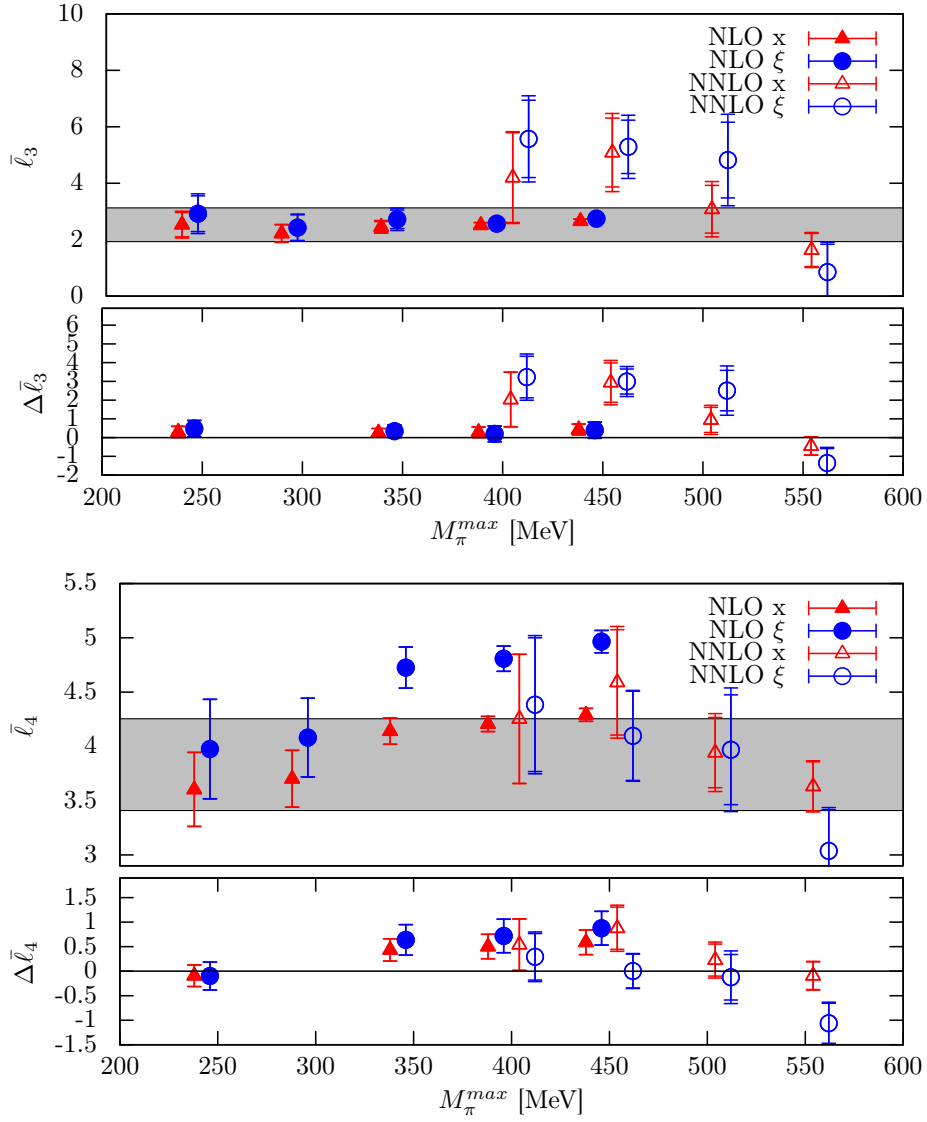 10
8
6
4
2
0
ℓ̄₃
NLO x
NLO ξ
NNLO x
NNLO ξ
6
5
4
3
2
1
0
-1
-2
Δℓ̄₃
200 250 300 350 400 450 500 550 600
M_π^{max} [MeV]
5.5
5
4.5
4
3.5
3
ℓ̄₄
NLO x
NLO ξ
NNLO x
NNLO ξ
1.5
1
0.5
0
-0.5
-1
-1.5
Δℓ̄₄
200 250 300 350 400 450 500 550 600
M_π^{max} [MeV]